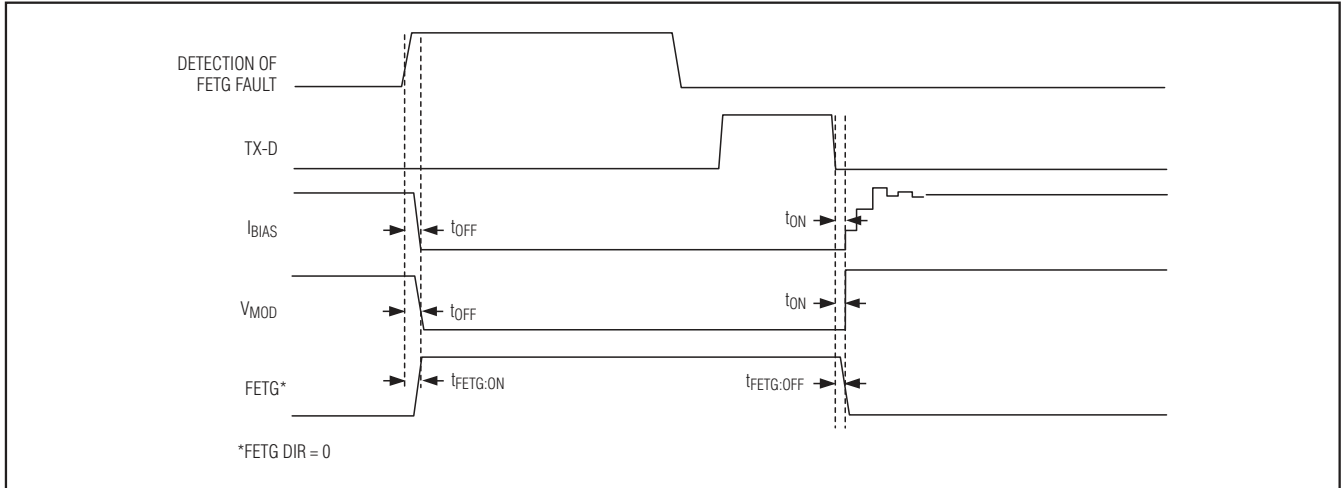 DETECTION OF
FETG FAULT
TX-D
IBIAS
tOFF
tON
VMOD
tOFF
tON
FETG*
tFETG:ON
tFETG:OFF
*FETG DIR = 0